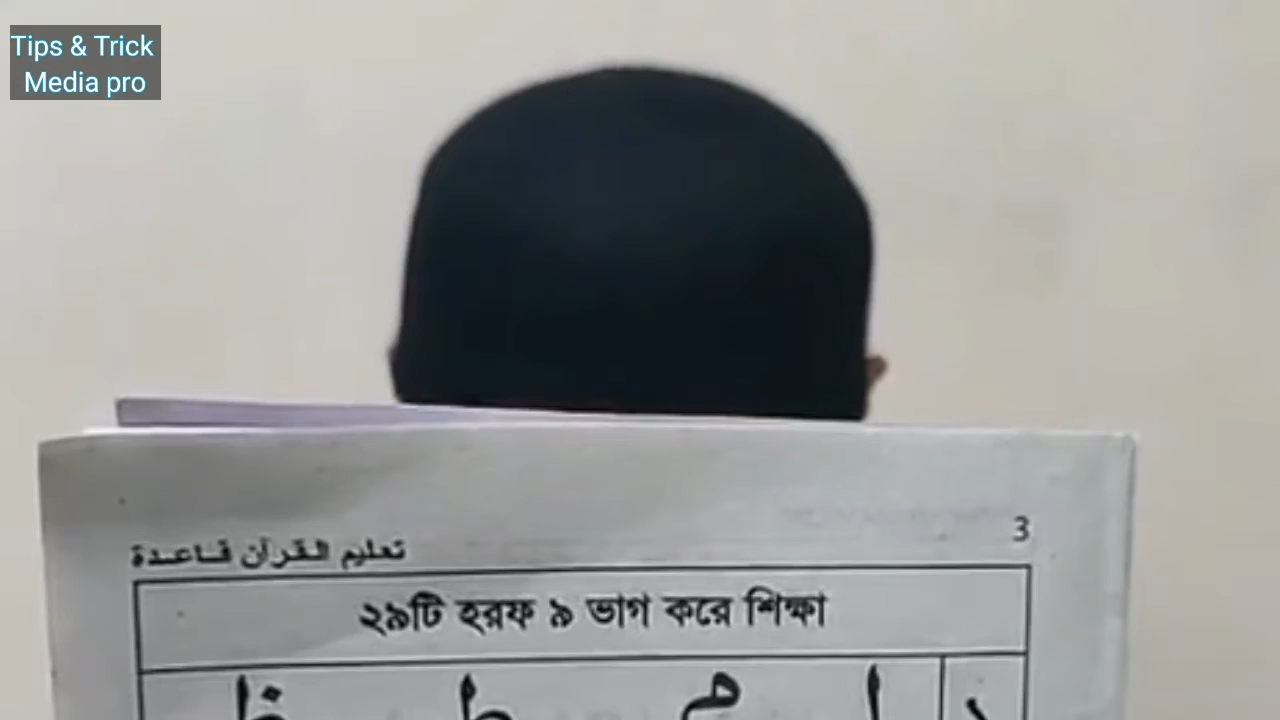 Tips & Trick
Media pro
3
تعليم القرآن قاعدة
২৯টি হরফ ৯ ভাগ করে শিক্ষা